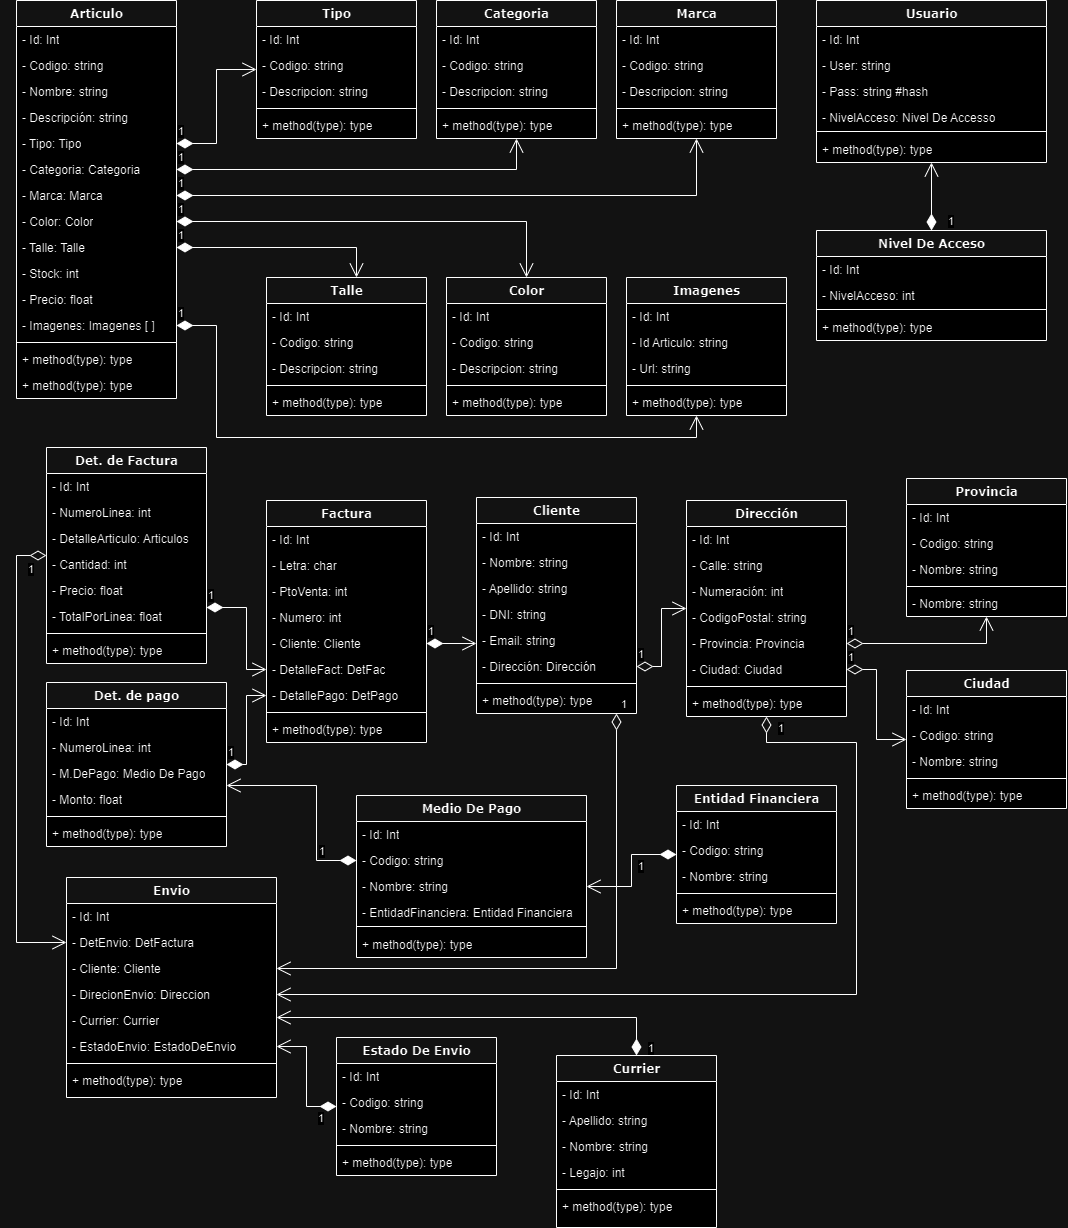 Articulo
- Id: Int
- Codigo: string
- Nombre: string
- Descripción: string
- Tipo: Tipo
- Categoria: Categoria
- Marca: Marca
- Color: Color
- Talle: Talle
- Stock: int
- Precio: float
- Imagenes: Imagenes [ ]
+ method(type): type
+ method(type): type
1
1
1
1
1
1
Tipo
- Id: Int
- Codigo: string
- Descripcion: string
+ method(type): type
Categoria
- Id: Int
- Codigo: string
- Descripcion: string
+ method(type): type
Marca
- Id: Int
- Codigo: string
- Descripcion: string
+ method(type): type
Usuario
- Id: Int
- User: string
- Pass: string #hash
- NivelAcceso: Nivel De Accesso
+ method(type): type
1
Nivel De Acceso
- Id: Int
- NivelAcceso: int
+ method(type): type
Talle
- Id: Int
- Codigo: string
- Descripcion: string
+ method(type): type
Color
- Id: Int
- Codigo: string
- Descripcion: string
+ method(type): type
Imagenes
- Id: Int
- Id Articulo: string
- Url: string
+ method(type): type
Det. de Factura
- Id: Int
- NumeroLinea: int
- DetalleArticulo: Articulos
- Cantidad: int
- Precio: float
- TotalPorLinea: float
+ method(type): type
1
1
Factura
- Id: Int
- Letra: char
- PtoVenta: int
- Numero: int
- Cliente: Cliente
- DetalleFact: DetFac
- DetallePago: DetPago
+ method(type): type
1
Cliente
- Id: Int
- Nombre: string
- Apellido: string
- DNI: string
- Email: string
- Dirección: Dirección
+ method(type): type
1
1
Dirección
- Id: Int
- Calle: string
- Numeración: int
- CodigoPostal: string
- Provincia: Provincia
- Ciudad: Ciudad
+ method(type): type
1
1
1
Provincia
- Id: Int
- Codigo: string
- Nombre: string
- Nombre: string
Ciudad
- Id: Int
- Codigo: string
- Nombre: string
+ method(type): type
Det. de pago
- Id: Int
- NumeroLinea: int
- M.DePago: Medio De Pago
- Monto: float
+ method(type): type
1
Medio De Pago
- Id: Int
- Codigo: string
- Nombre: string
- EntidadFinanciera: Entidad Financiera
+ method(type): type
1
Entidad Financiera
- Id: Int
- Codigo: string
- Nombre: string
+ method(type): type
1
Envio
- Id: Int
- DetEnvio: DetFactura
- Cliente: Cliente
- DirecionEnvio: Direccion
- Currier: Currier
- EstadoEnvio: EstadoDeEnvio
+ method(type): type
Estado De Envio
- Id: Int
- Codigo: string
- Nombre: string
+ method(type): type
1
Currier
- Id: Int
- Apellido: string
- Nombre: string
- Legajo: int
+ method(type): type
1